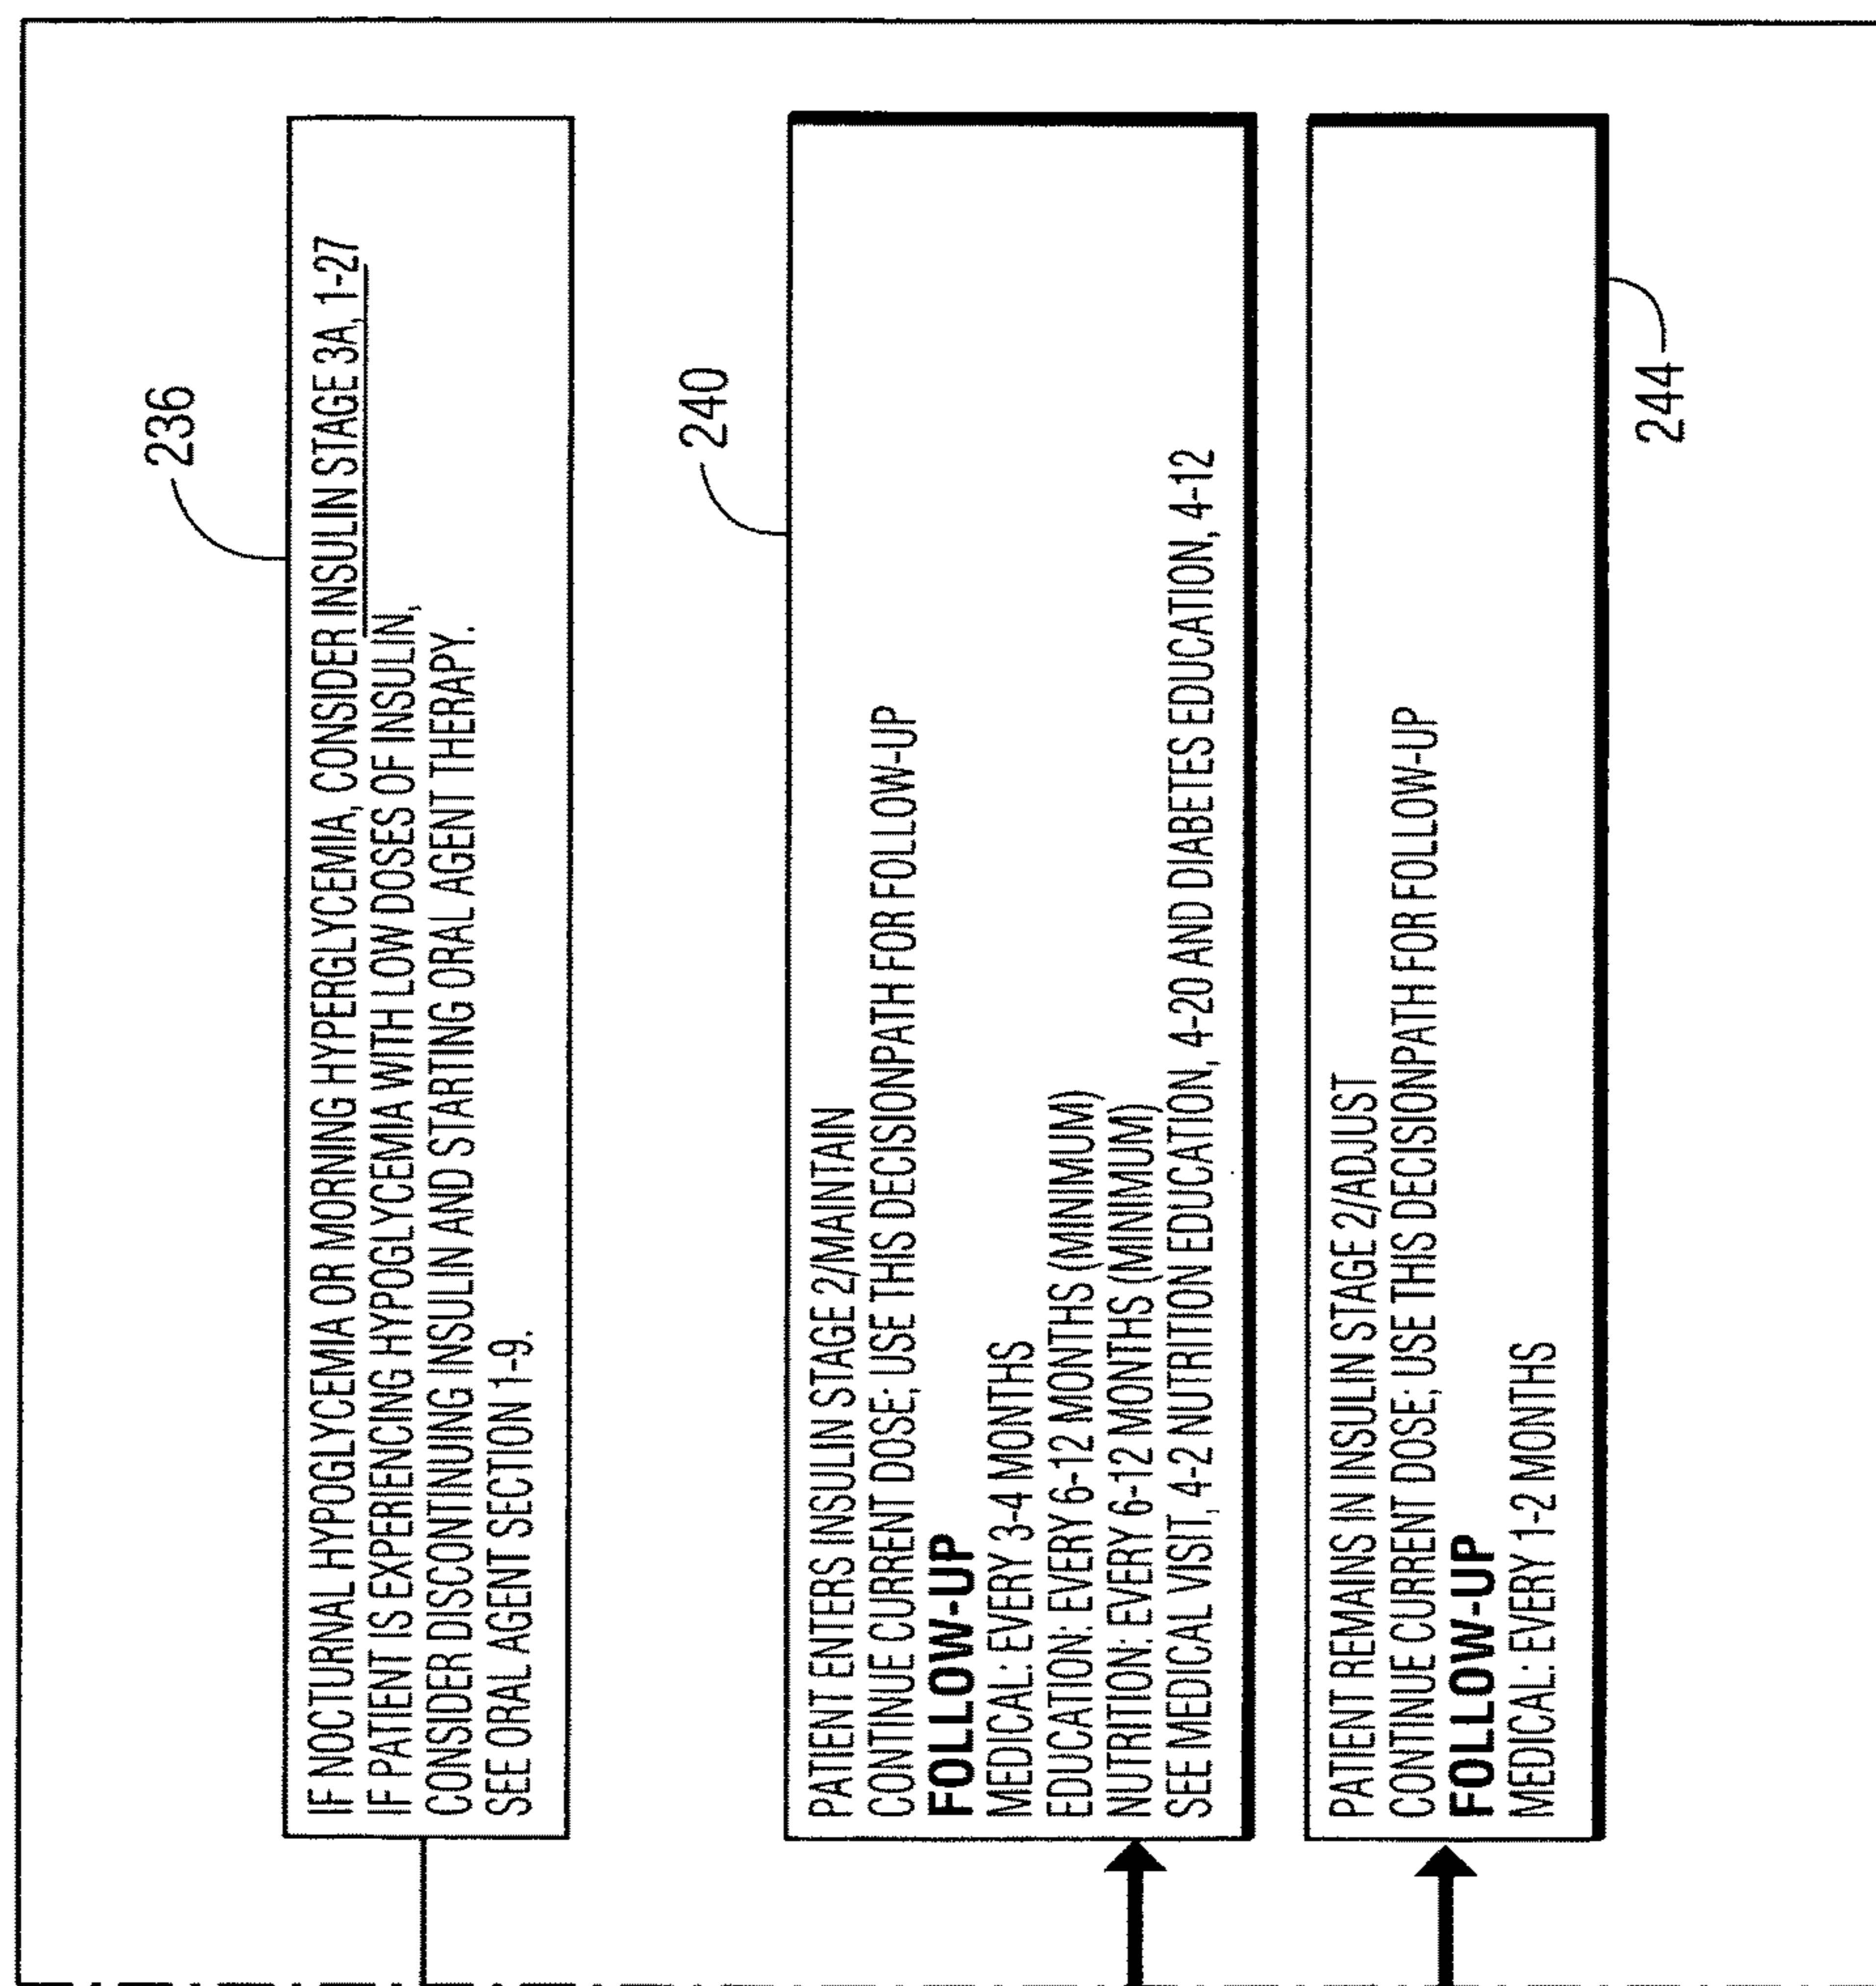 236
IF NOCTURNAL HYPOGLYCEMIA OR MORNING HYPERGLYCEMIA, CONSIDER INSULIN STAGE 3A, 1-27
IF PATIENT IS EXPERIENCING HYPOGLYCEMIA WITH LOW DOSES OF INSULIN,
CONSIDER DISCONTINUING INSULIN AND STARTING ORAL AGENT THERAPY.
SEE ORAL AGENT SECTION 1-9.
240
PATIENT ENTERS INSULIN STAGE 2/MAINTAIN
CONTINUE CURRENT DOSE; USE THIS DECISIONPATH FOR FOLLOW-UP
FOLLOW-UP
MEDICAL: EVERY 3-4 MONTHS
EDUCATION: EVERY 6-12 MONTHS (MINIMUM)
NUTRITION: EVERY 6-12 MONTHS (MINIMUM)
SEE MEDICAL VISIT, 4-2 NUTRITION EDUCATION, 4-20 AND DIABETES EDUCATION, 4-12
PATIENT REMAINS IN INSULIN STAGE 2/ADJUST
CONTINUE CURRENT DOSE; USE THIS DECISIONPATH FOR FOLLOW-UP
FOLLOW-UP
MEDICAL: EVERY 1-2 MONTHS
244